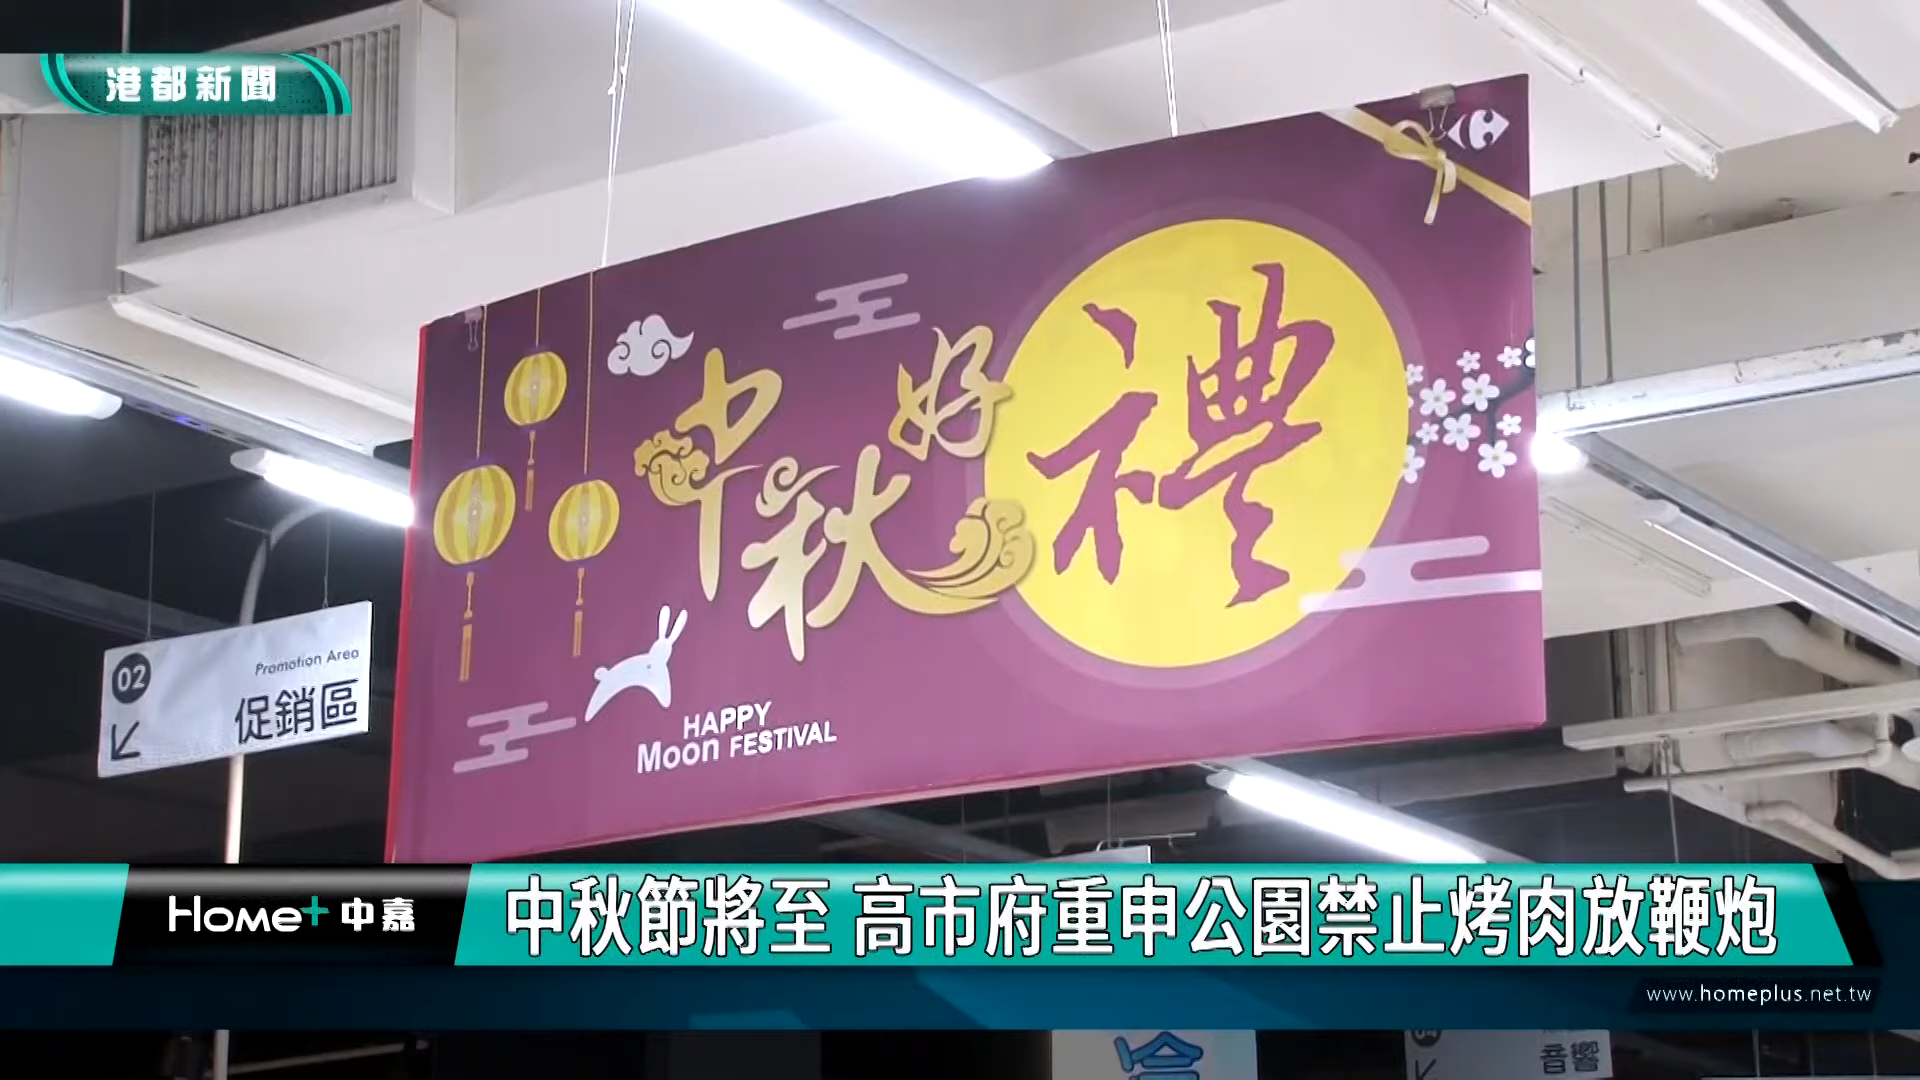 港都新聞
中秋好禮
HAPPY
Moon FESTIVAL
02
Promotion Area
促銷區
Home+ 中嘉
中秋節將至 高市府重申公園禁止烤肉放鞭炮
www.homeplus.net.tw
音響